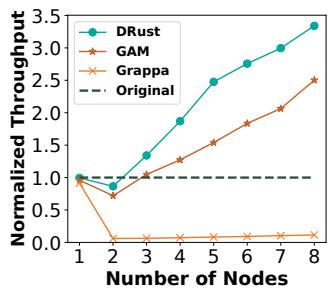 Normalized Throughput
3.5
3.0
2.5
2.0
1.5
1.0
0.5
0.0
DRust
GAM
Grappa
Original
1 2 3 4 5 6 7 8
Number of Nodes